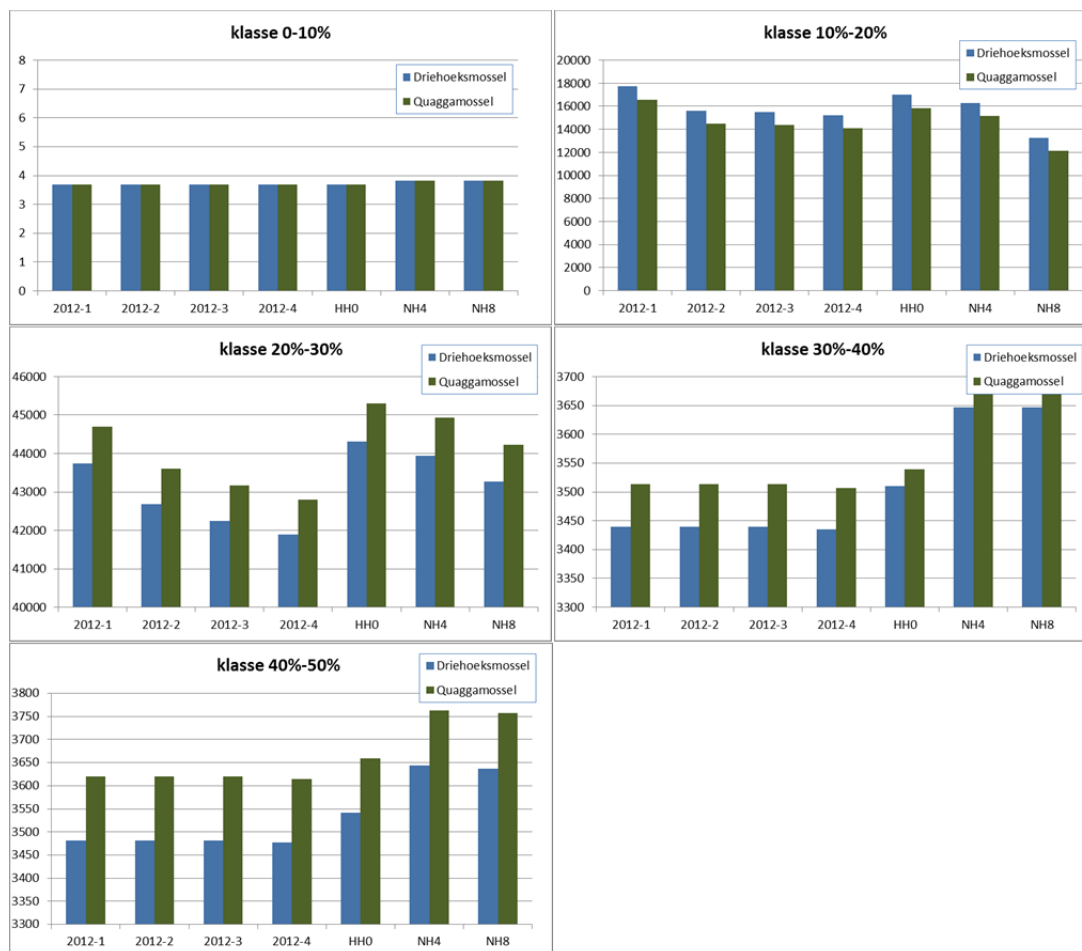 klasse 0-10%
Driehoeksmossel
Quaggamossel
8
7
6
5
4
3
2
1
0
2012-1 2012-2 2012-3 2012-4 HH0 NH4 NH8
klasse 10%-20%
Driehoeksmossel
Quaggamossel
20000
18000
16000
14000
12000
10000
8000
6000
4000
2000
0
2012-1 2012-2 2012-3 2012-4 HH0 NH4 NH8
klasse 20%-30%
Driehoeksmossel
Quaggamossel
46000
45000
44000
43000
42000
41000
40000
2012-1 2012-2 2012-3 2012-4 HH0 NH4 NH8
klasse 30%-40%
Driehoeksmossel
Quaggamossel
3700
3650
3600
3550
3500
3450
3400
3350
3300
2012-1 2012-2 2012-3 2012-4 HH0 NH4 NH8
klasse 40%-50%
Driehoeksmossel
Quaggamossel
3800
3750
3700
3650
3600
3550
3500
3450
3400
3350
3300
2012-1 2012-2 2012-3 2012-4 HH0 NH4 NH8